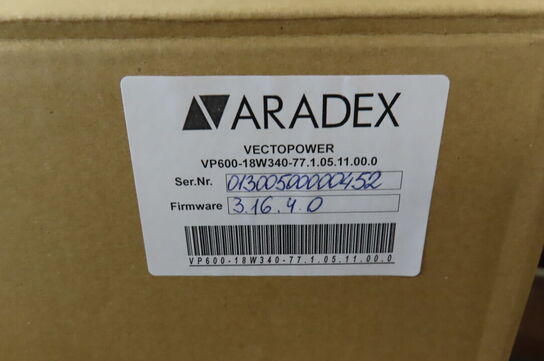 ARADEX
VECTOPOWER
VP600-18W340-77.1.05.11.00.0
Ser.Nr. 01300500000452
Firmware 3.16.4.0
VP600-18W340-77.1.05.11.00.0